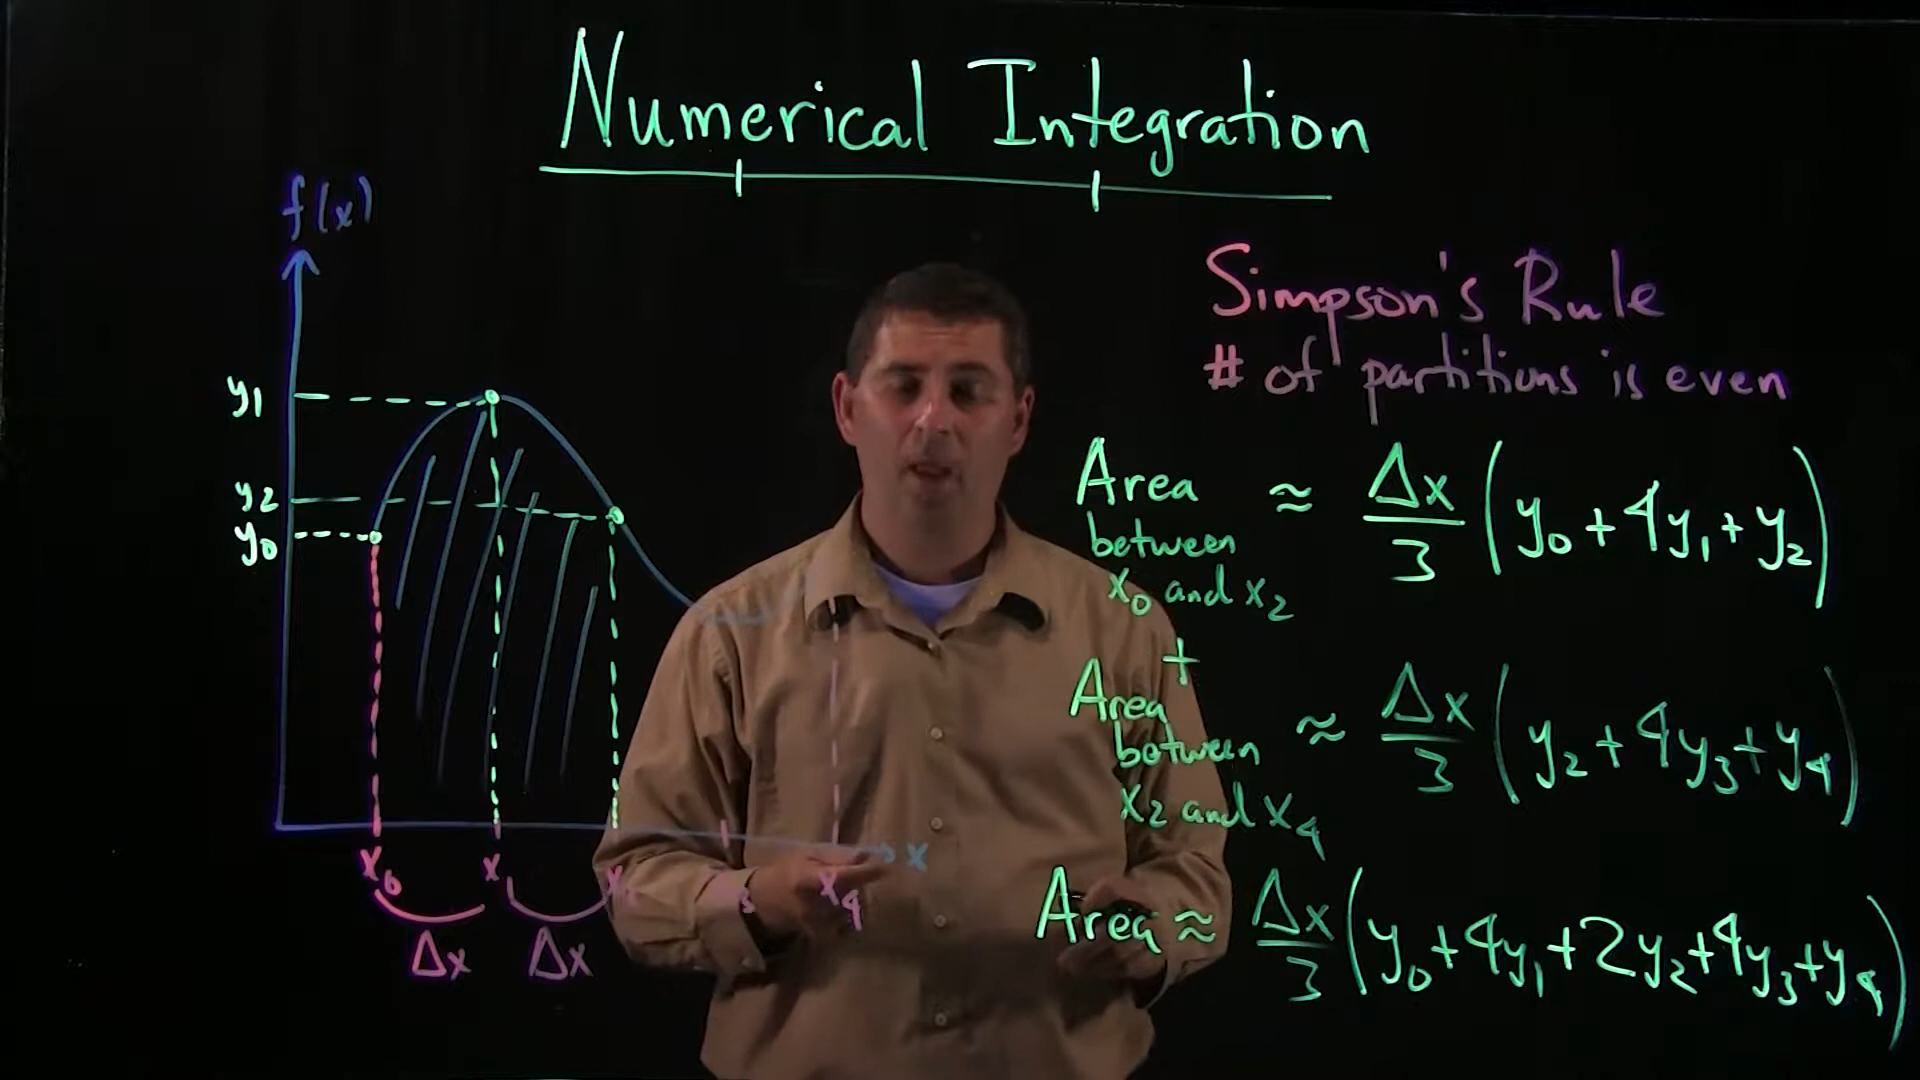 Numerical Integration
f(x)
Simpson's Rule
# of partitions is even
y1
y2
y0
Area between x0 and x2 ≈ Δx/3 (y0 + 4y1 + y2)
+
Area between x2 and x4 ≈ Δx/3 (y2 + 4y3 + y4)
Area ≈ Δx/3 (y0 + 4y1 + 2y2 + 4y3 + y4)
x
x0 x1 x4
Δx Δx